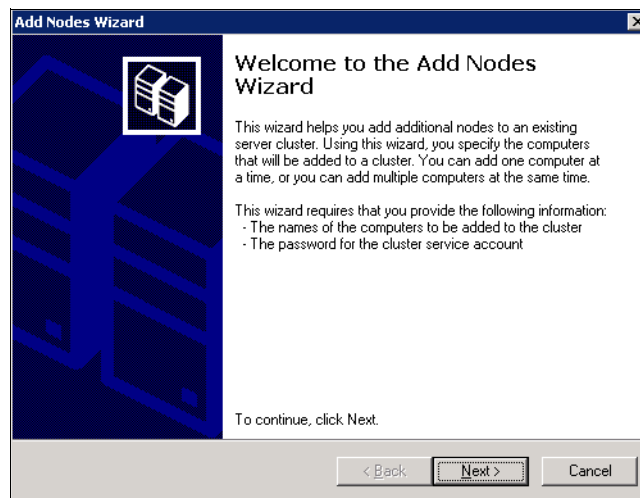 Add Nodes Wizard
Welcome to the Add Nodes
Wizard
This wizard helps you add additional nodes to an existing
server cluster. Using this wizard, you specify the computers
that will be added to a cluster. You can add one computer at
a time, or you can add multiple computers at the same time.
This wizard requires that you provide the following information:
- The names of the computers to be added to the cluster
- The password for the cluster service account
To continue, click Next.
< Back Next > Cancel